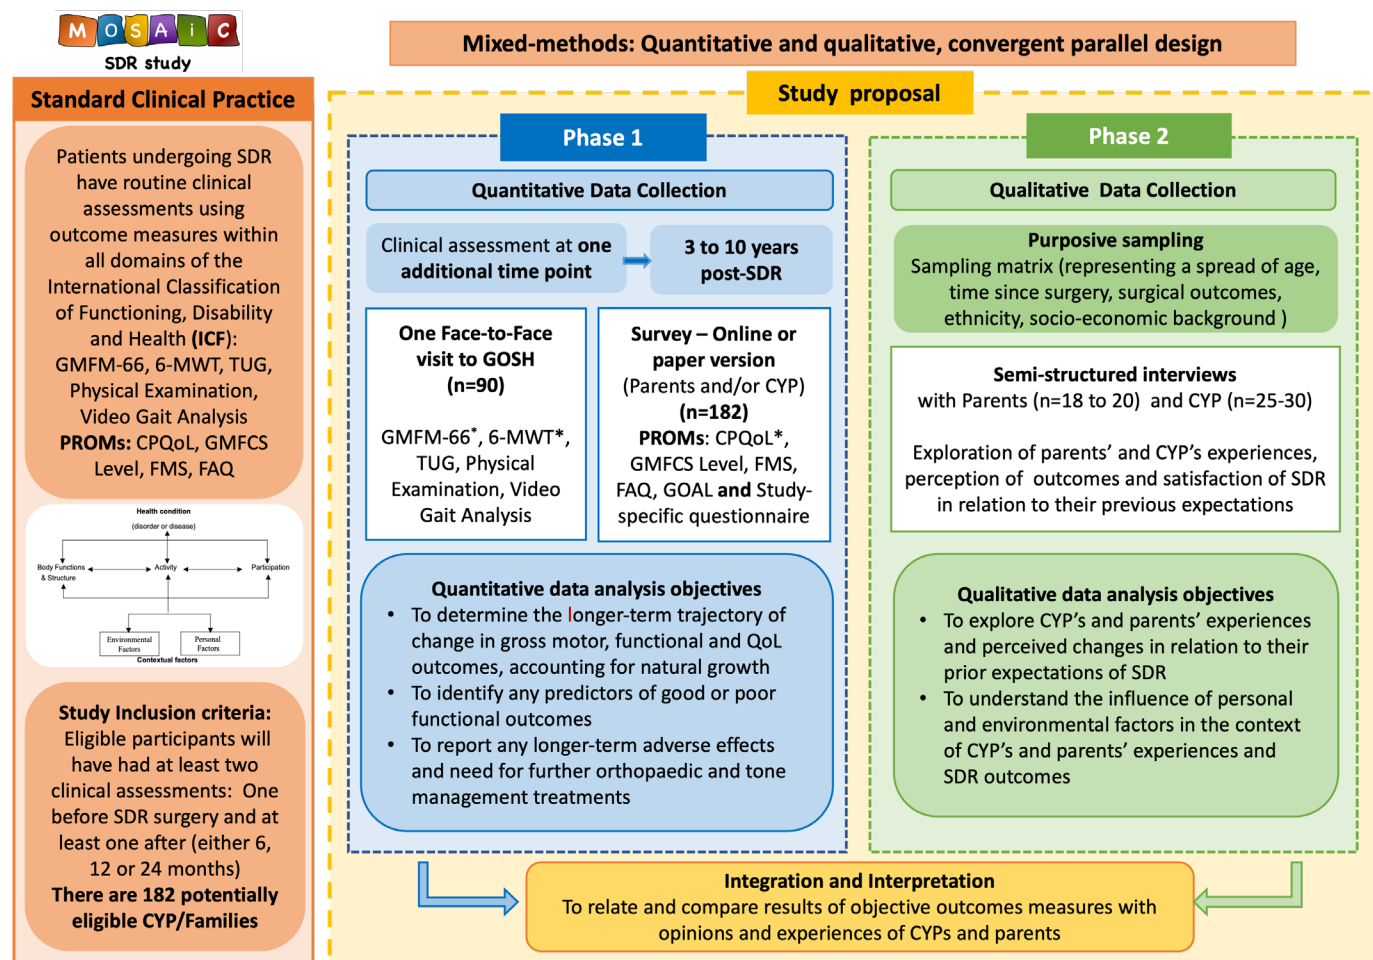 MOSAiC
SDR study
Mixed-methods: Quantitative and qualitative, convergent parallel design
Standard Clinical Practice
Patients undergoing SDR
have routine clinical
assessments using
outcome measures within
all domains of the
International Classification
of Functioning, Disability
and Health (ICF):
GMFM-66, 6-MWT, TUG,
Physical Examination,
Video Gait Analysis
PROMs: CPQoL, GMFCS
Level, FMS, FAQ
Health condition
(disorder or disease)
Body Functions
& Structure
Activity
Participation
Environmental
Factors
Personal
Factors
Contextual factors
Study Inclusion criteria:
Eligible participants will
have had at least two
clinical assessments: One
before SDR surgery and at
least one after (either 6,
12 or 24 months)
There are 182 potentially
eligible CYP/Families
Study proposal
Phase 1
Quantitative Data Collection
Clinical assessment at one
additional time point
3 to 10 years
post-SDR
One Face-to-Face
visit to GOSH
(n=90)
GMFM-66*, 6-MWT*,
TUG, Physical
Examination, Video
Gait Analysis
Survey – Online or
paper version
(Parents and/or CYP)
(n=182)
PROMs: CPQoL*,
GMFCS Level, FMS,
FAQ, GOAL and Study-
specific questionnaire
Quantitative data analysis objectives
• To determine the longer-term trajectory of
change in gross motor, functional and QoL
outcomes, accounting for natural growth
• To identify any predictors of good or poor
functional outcomes
• To report any longer-term adverse effects
and need for further orthopaedic and tone
management treatments
Phase 2
Qualitative Data Collection
Purposive sampling
Sampling matrix (representing a spread of age,
time since surgery, surgical outcomes,
ethnicity, socio-economic background )
Semi-structured interviews
with Parents (n=18 to 20) and CYP (n=25-30)
Exploration of parents' and CYP's experiences,
perception of outcomes and satisfaction of SDR
in relation to their previous expectations
Qualitative data analysis objectives
• To explore CYP's and parents' experiences
and perceived changes in relation to their
prior expectations of SDR
• To understand the influence of personal
and environmental factors in the context
of CYP's and parents' experiences and
SDR outcomes
Integration and Interpretation
To relate and compare results of objective outcomes measures with
opinions and experiences of CYPs and parents